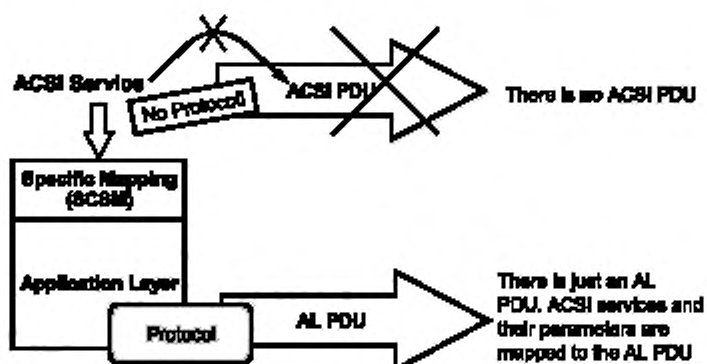 ACSI Service
No Protocol!
ACSI PDU
There is no ACSI PDU
Specific Mapping
(SCSM)
Application Layer
Protocol
AL PDU
There is just an AL
PDU. ACSI services and
their parameters are
mapped to the AL PDU